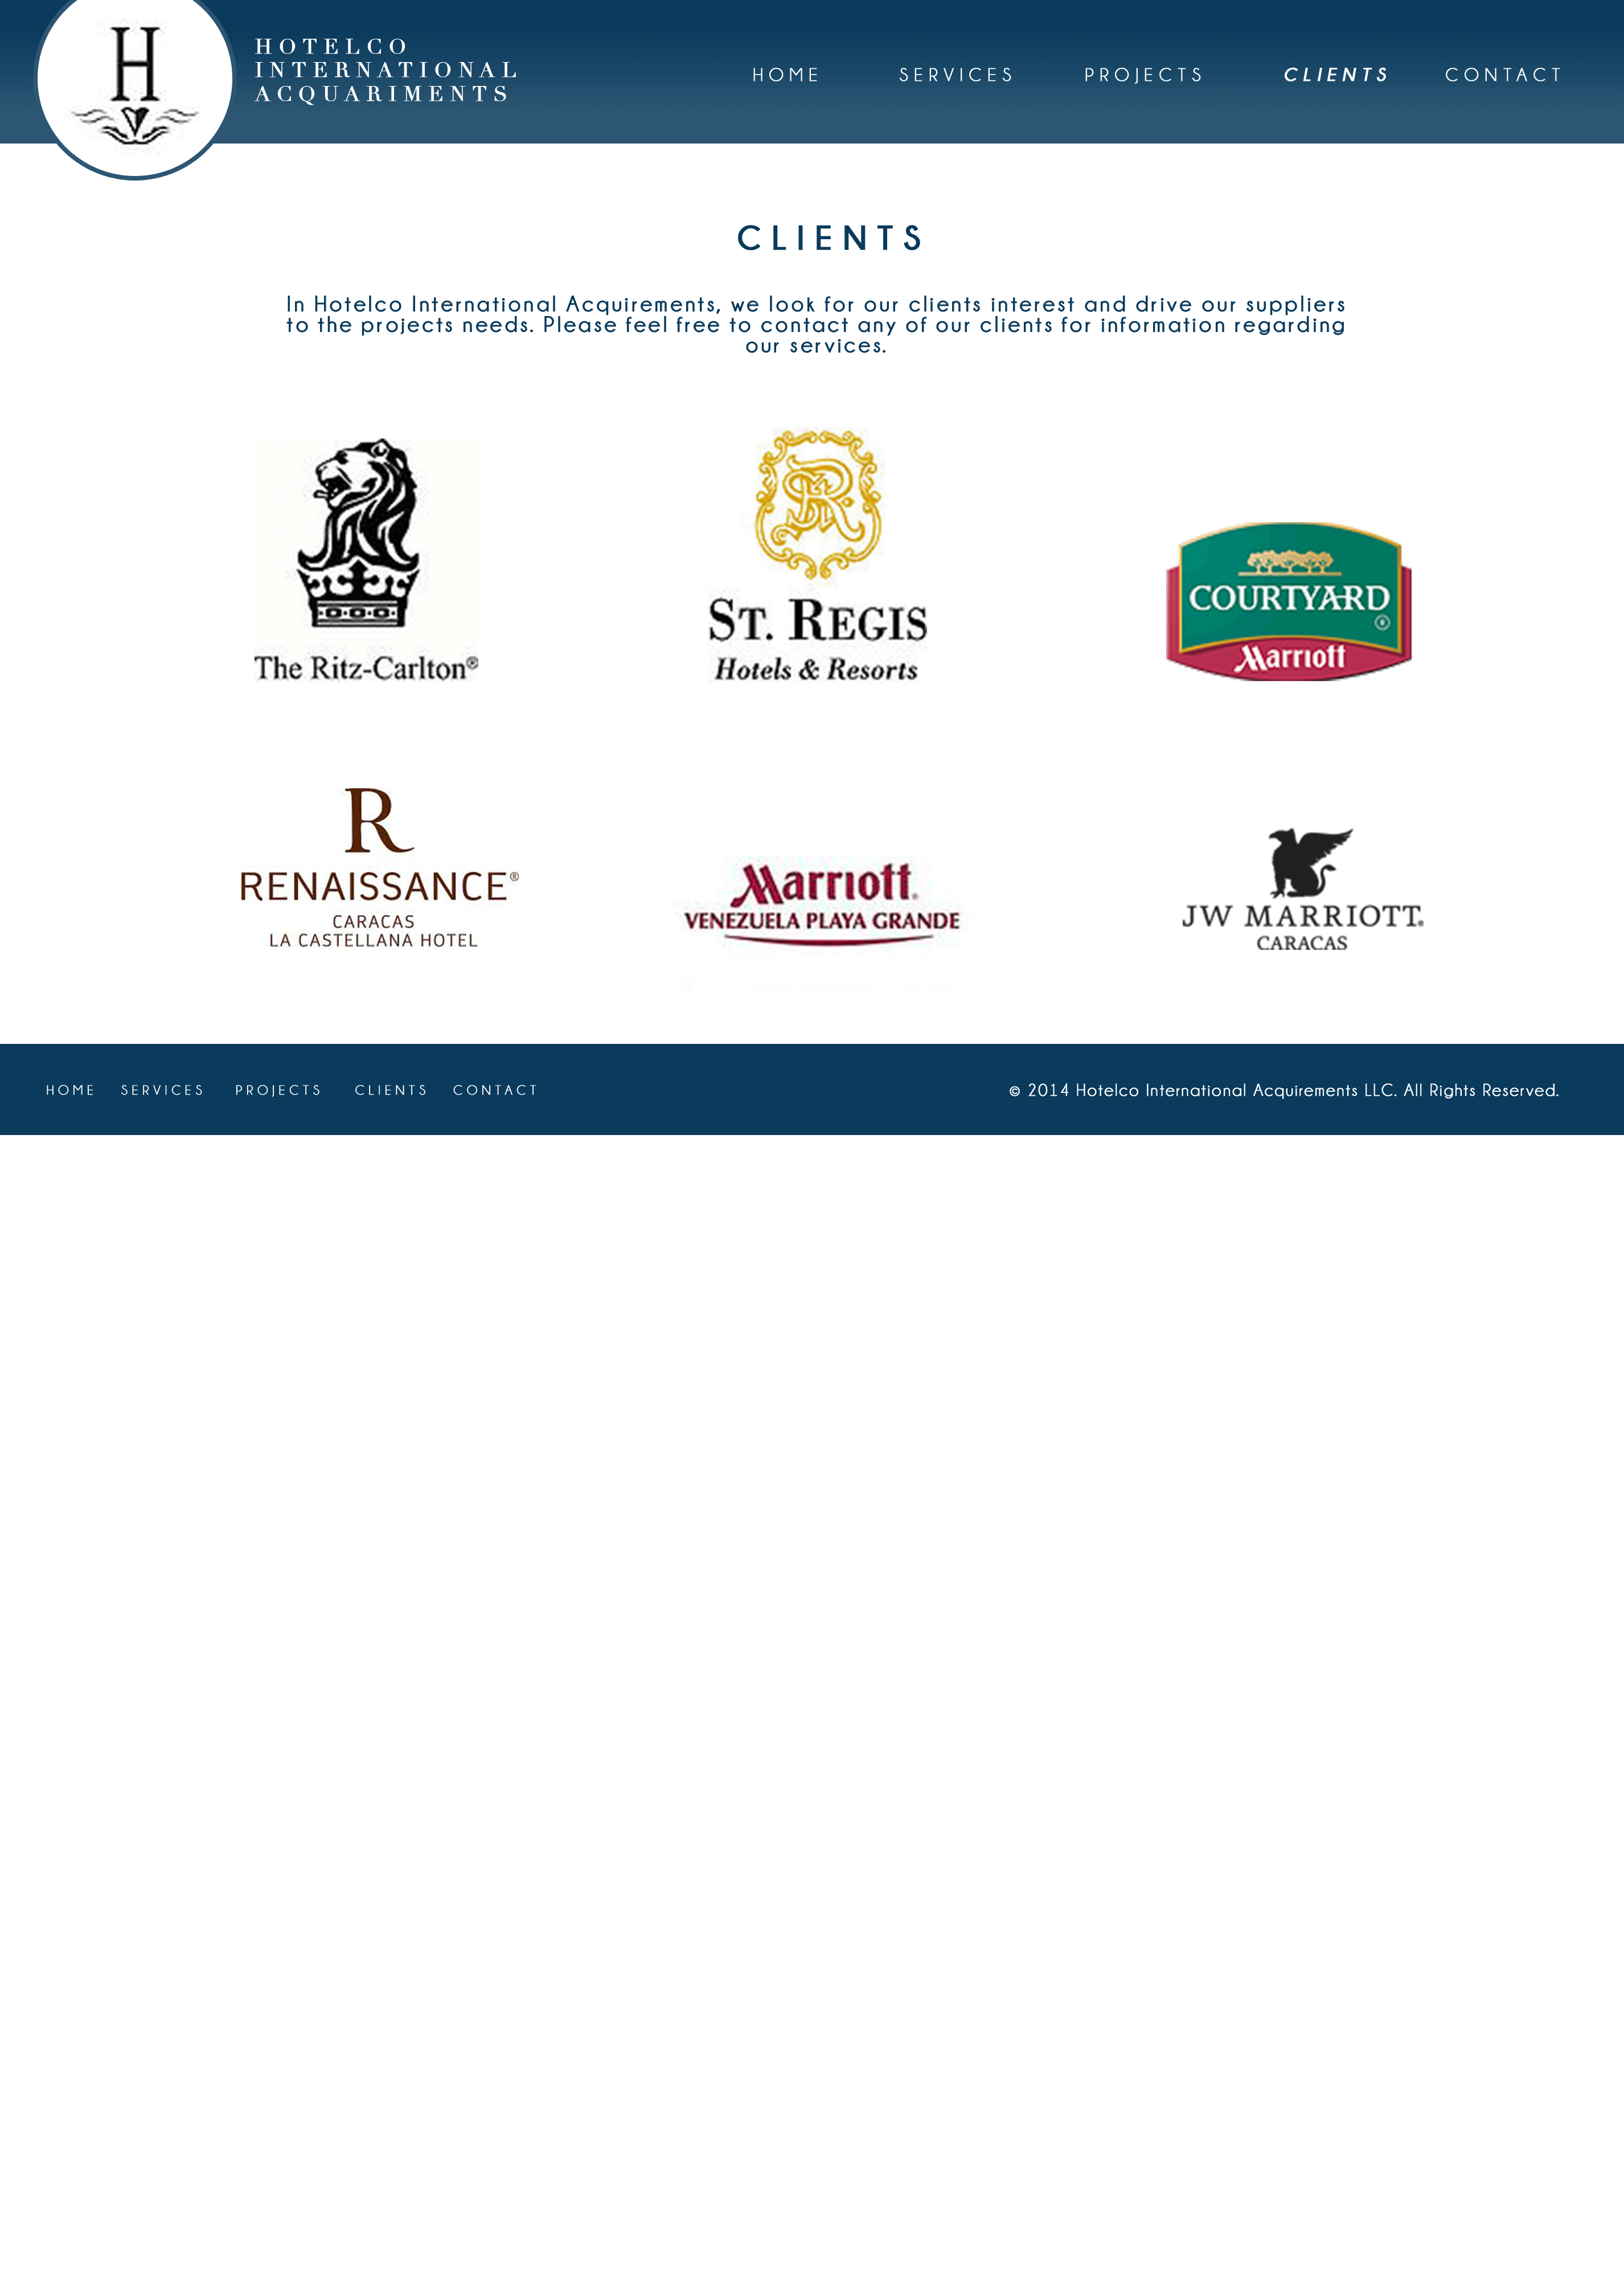 H
HOTELCO
INTERNATIONAL
ACQUARIMENTS
HOME SERVICES PROJECTS CLIENTS CONTACT
CLIENTS
In Hotelco International Acquirements, we look for our clients interest and drive our suppliers
to the projects needs. Please feel free to contact any of our clients for information regarding
our services.
The Ritz-Carlton®
SR
ST. REGIS
Hotels & Resorts
COURTYARD
®
Marriott
R
RENAISSANCE®
CARACAS
LA CASTELLANA HOTEL
Marriott®
VENEZUELA PLAYA GRANDE
JW MARRIOTT®
CARACAS
HOME SERVICES PROJECTS CLIENTS CONTACT
© 2014 Hotelco International Acquirements LLC. All Rights Reserved.